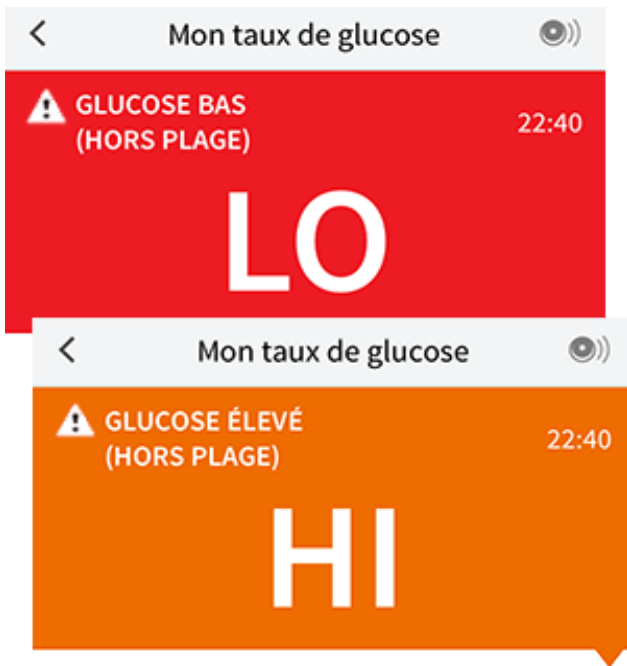 Mon taux de glucose
GLUCOSE BAS
(HORS PLAGE)
22:40
LO
Mon taux de glucose
GLUCOSE ÉLEVÉ
(HORS PLAGE)
22:40
HI